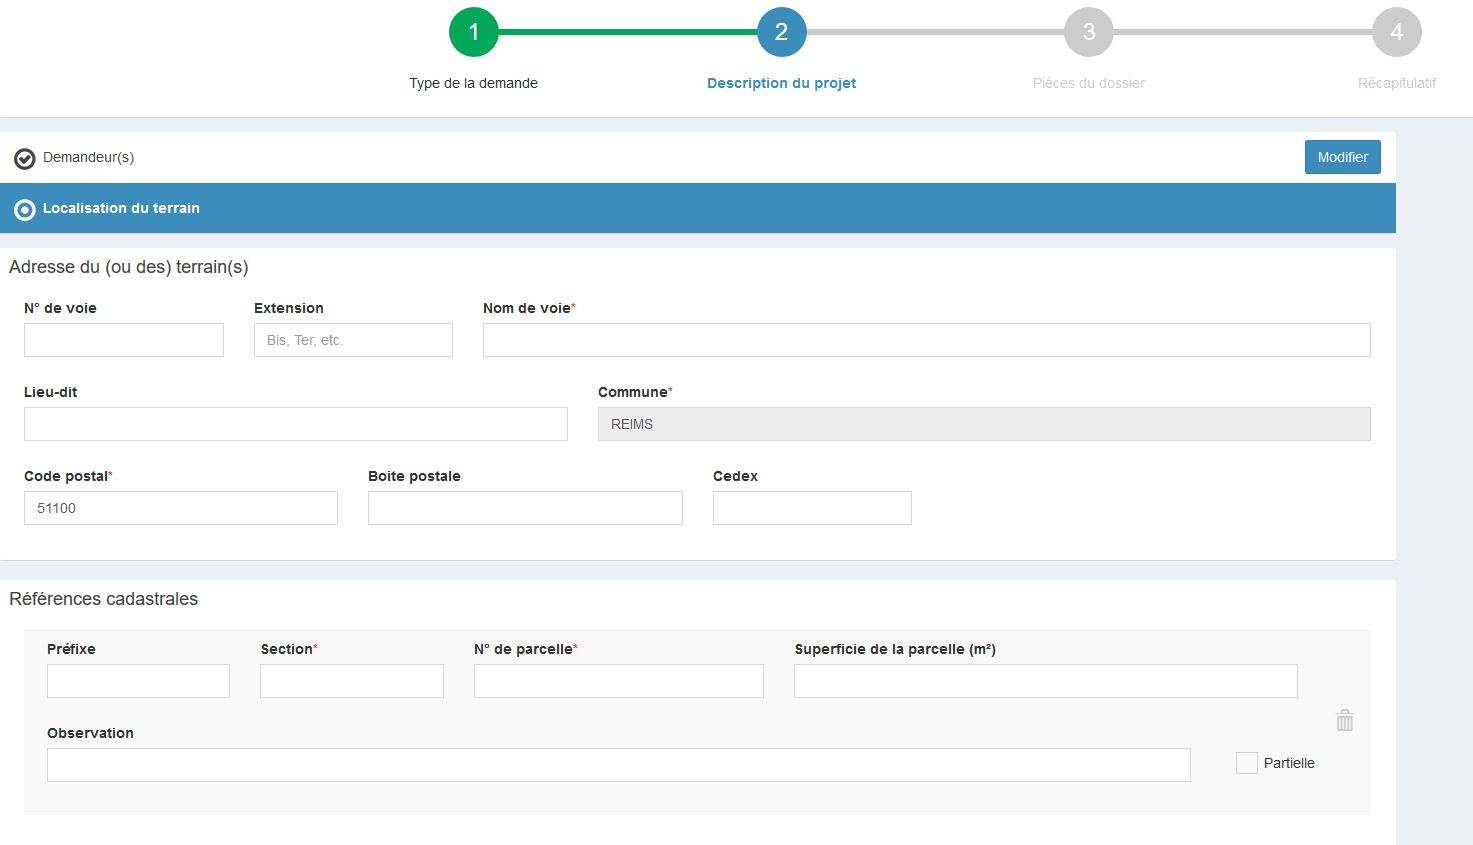 1 2 3 4
Type de la demande Description du projet Pièces du dossier Récapitulatif
Demandeur(s) Modifier
Localisation du terrain
Adresse du (ou des) terrain(s)
N° de voie Extension Nom de voie*
Bis, Ter, etc.
Lieu-dit Commune*
REIMS
Code postal* Boite postale Cedex
51100
Références cadastrales
Préfixe Section* N° de parcelle* Superficie de la parcelle (m²)
Observation
Partielle